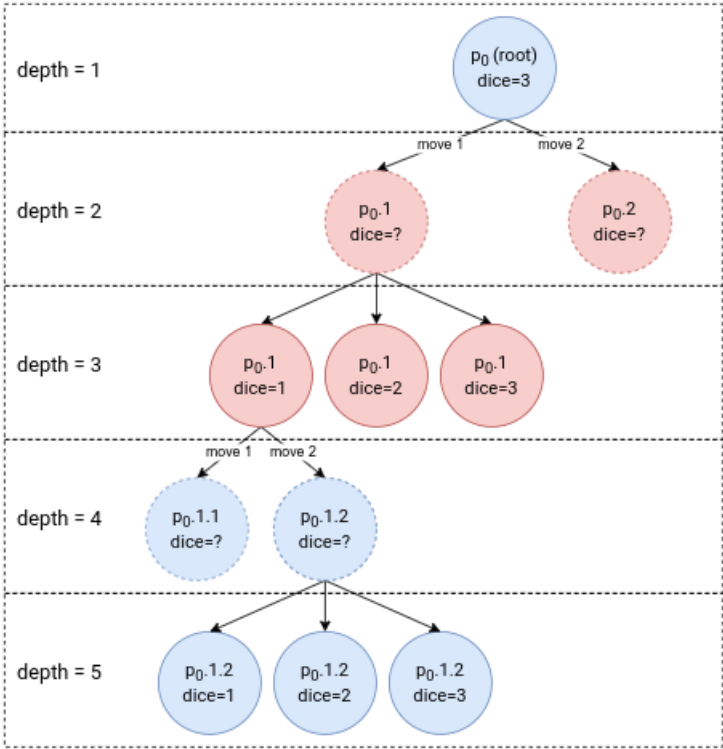 depth = 1
p₀ (root)
dice=3
move 1
move 2
depth = 2
p₀.1
dice=?
p₀.2
dice=?
depth = 3
p₀.1
dice=1
p₀.1
dice=2
p₀.1
dice=3
move 1
move 2
depth = 4
p₀.1.1
dice=?
p₀.1.2
dice=?
depth = 5
p₀.1.2
dice=1
p₀.1.2
dice=2
p₀.1.2
dice=3